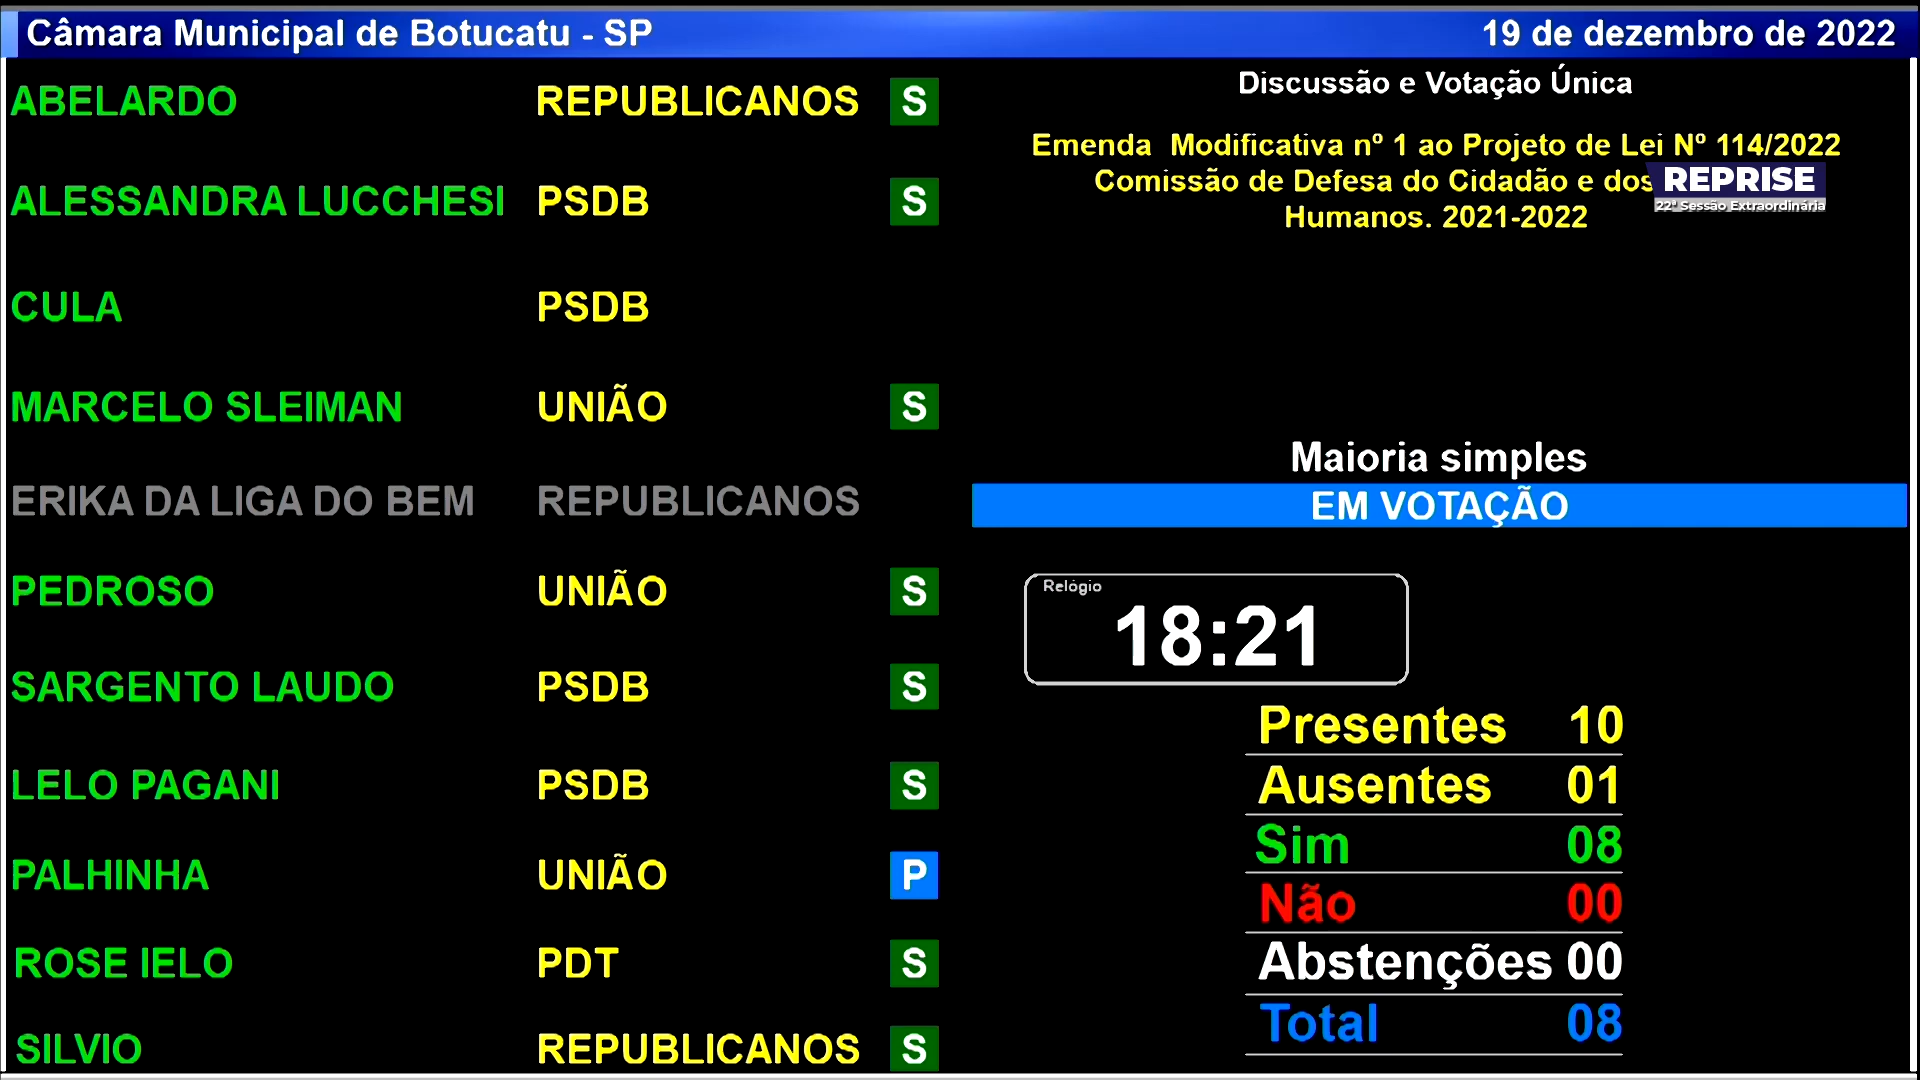 Câmara Municipal de Botucatu - SP 19 de dezembro de 2022
ABELARDO REPUBLICANOS S
ALESSANDRA LUCCHESI PSDB S
CULA PSDB
MARCELO SLEIMAN UNIÃO S
ERIKA DA LIGA DO BEM REPUBLICANOS
PEDROSO UNIÃO S
SARGENTO LAUDO PSDB S
LELO PAGANI PSDB S
PALHINHA UNIÃO P
ROSE IELO PDT S
SILVIO REPUBLICANOS S
Discussão e Votação Única
Emenda Modificativa nº 1 ao Projeto de Lei Nº 114/2022
Comissão de Defesa do Cidadão e dos
Humanos. 2021-2022
REPRISE
22ª Sessão Extraordinária
Maioria simples
EM VOTAÇÃO
Relógio
18:21
Presentes 10
Ausentes 01
Sim 08
Não 00
Abstenções 00
Total 08